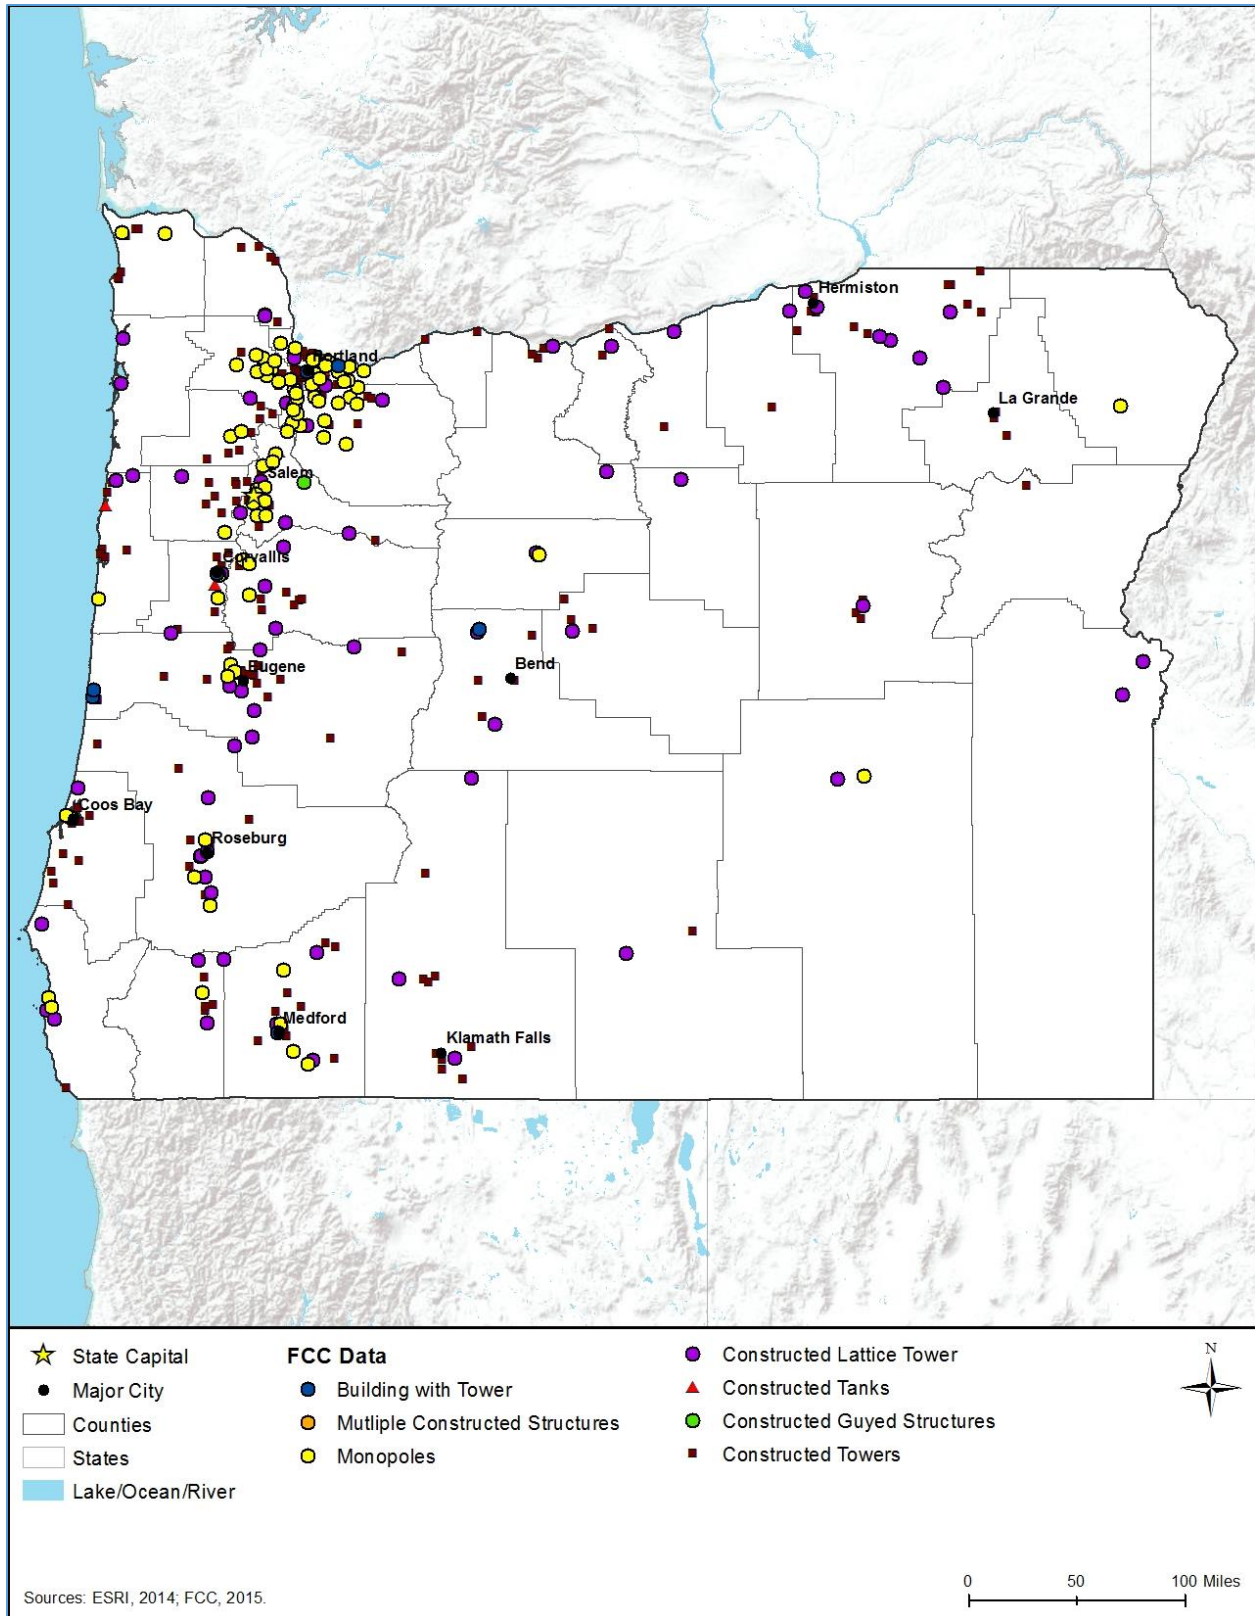 Hermiston
Portland
La Grande
Salem
Corvallis
Eugene
Bend
Coos Bay
Roseburg
Medford
Klamath Falls
State Capital
Major City
Counties
States
Lake/Ocean/River
FCC Data
Building with Tower
Mutliple Constructed Structures
Monopoles
Constructed Lattice Tower
Constructed Tanks
Constructed Guyed Structures
Constructed Towers
N
Sources: ESRI, 2014; FCC, 2015.
0 50 100 Miles